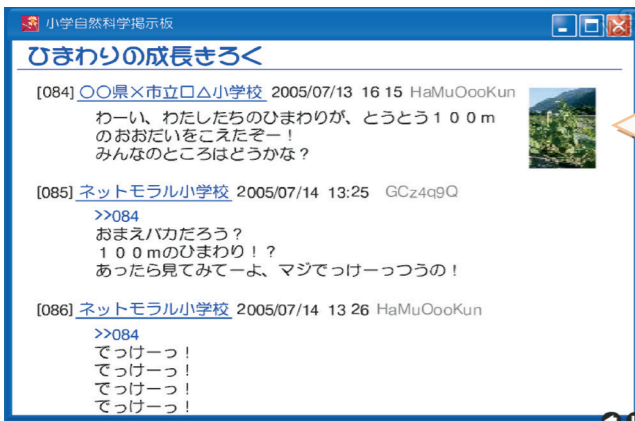 小学自然科学掲示板
ひまわりの成長きろく
[084] 〇〇県×市立口△小学校 2005/07/13 16 15 HaMuOooKun
わーい、わたしたちのひまわりが、とうとう100m
のおおだいをこえたぞー!
みんなのところはどうかな?
[085] ネットモラル小学校 2005/07/14 13:25 GCz4q9Q
>>084
おまえバカだろう?
100mのひまわり!?
あったら見てみてーよ、マジでっけーっつうの!
[086] ネットモラル小学校 2005/07/14 13 26 HaMuOooKun
>>084
でっけーっ!
でっけーっ!
でっけーっ!
でっけーっ!